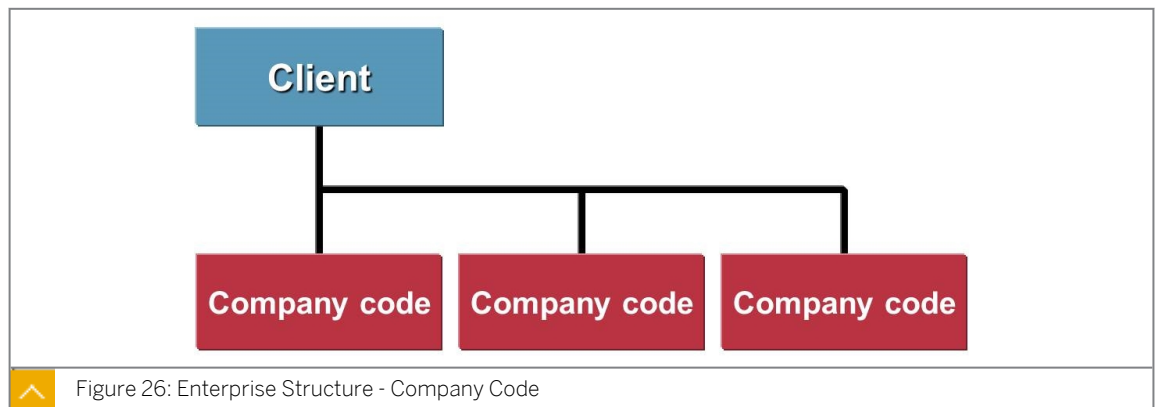 Client
Company code Company code Company code
Figure 26: Enterprise Structure - Company Code